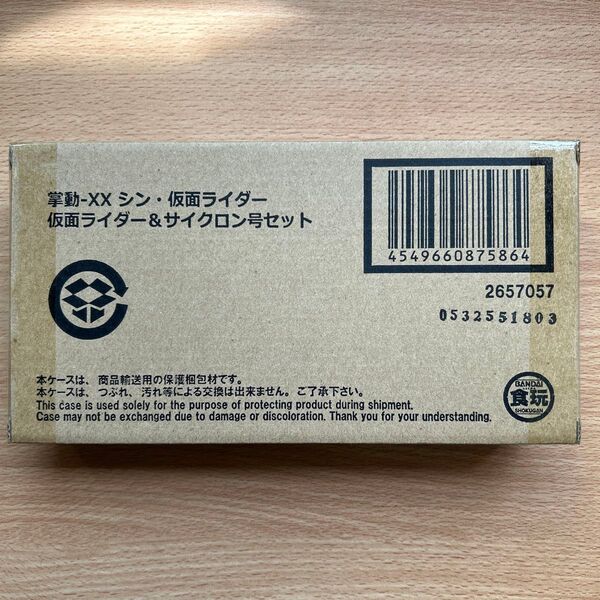 掌動-XX シン・仮面ライダー
仮面ライダー&サイクロン号セット
4549660875864
2657057
0532551803
本ケースは、商品輸送用の保護梱包材です。
本ケースは、つぶれ、汚れ等による交換は出来ません。ご了承下さい。
This case is used solely for the purpose of protecting product during shipment.
Case may not be exchanged due to damage or discoloration. Thank you for your understanding.
BANDAI
食玩
SHOKUGAN